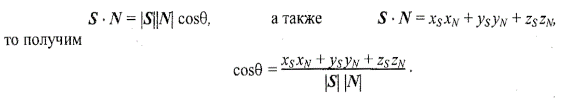 S · N = |S||N| cosθ, а также S · N = x_S x_N + y_S y_N + z_S z_N,
то получим
cosθ = (x_S x_N + y_S y_N + z_S z_N) / (|S| |N|) .